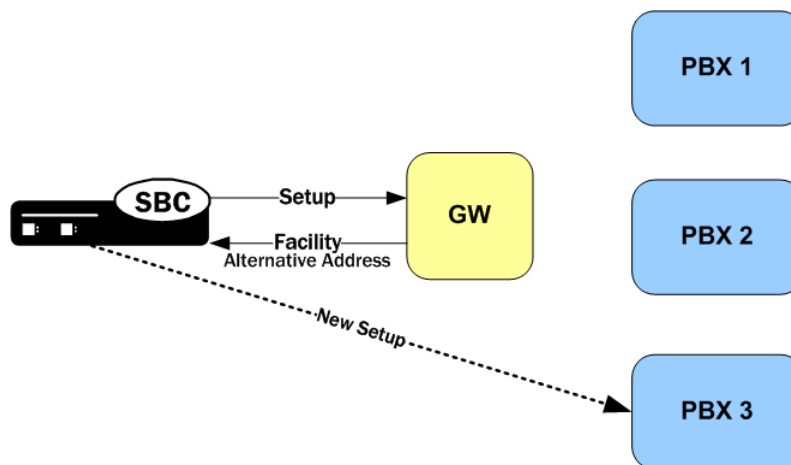 PBX 1
SBC
Setup
GW
PBX 2
Facility
Alternative Address
New Setup
PBX 3